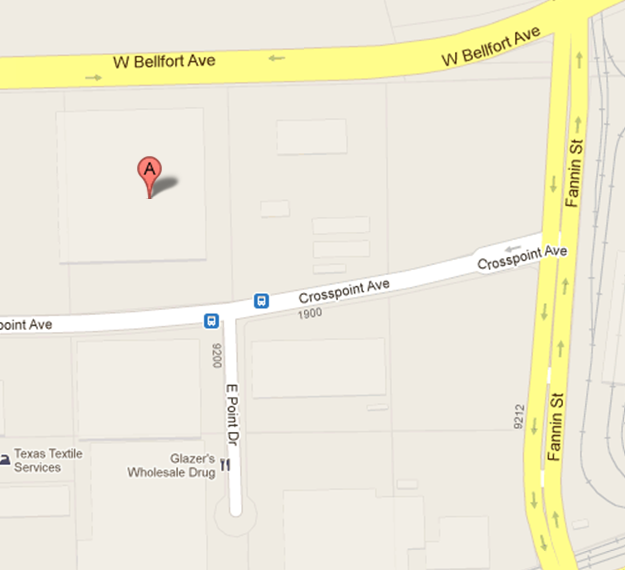 W Bellfort Ave
W Bellfort Ave
Fannin St
A
Crosspoint Ave
Crosspoint Ave
1900
point Ave
9200
E Point Dr
9212
Fannin St
Texas Textile
Services
Glazer's
Wholesale Drug